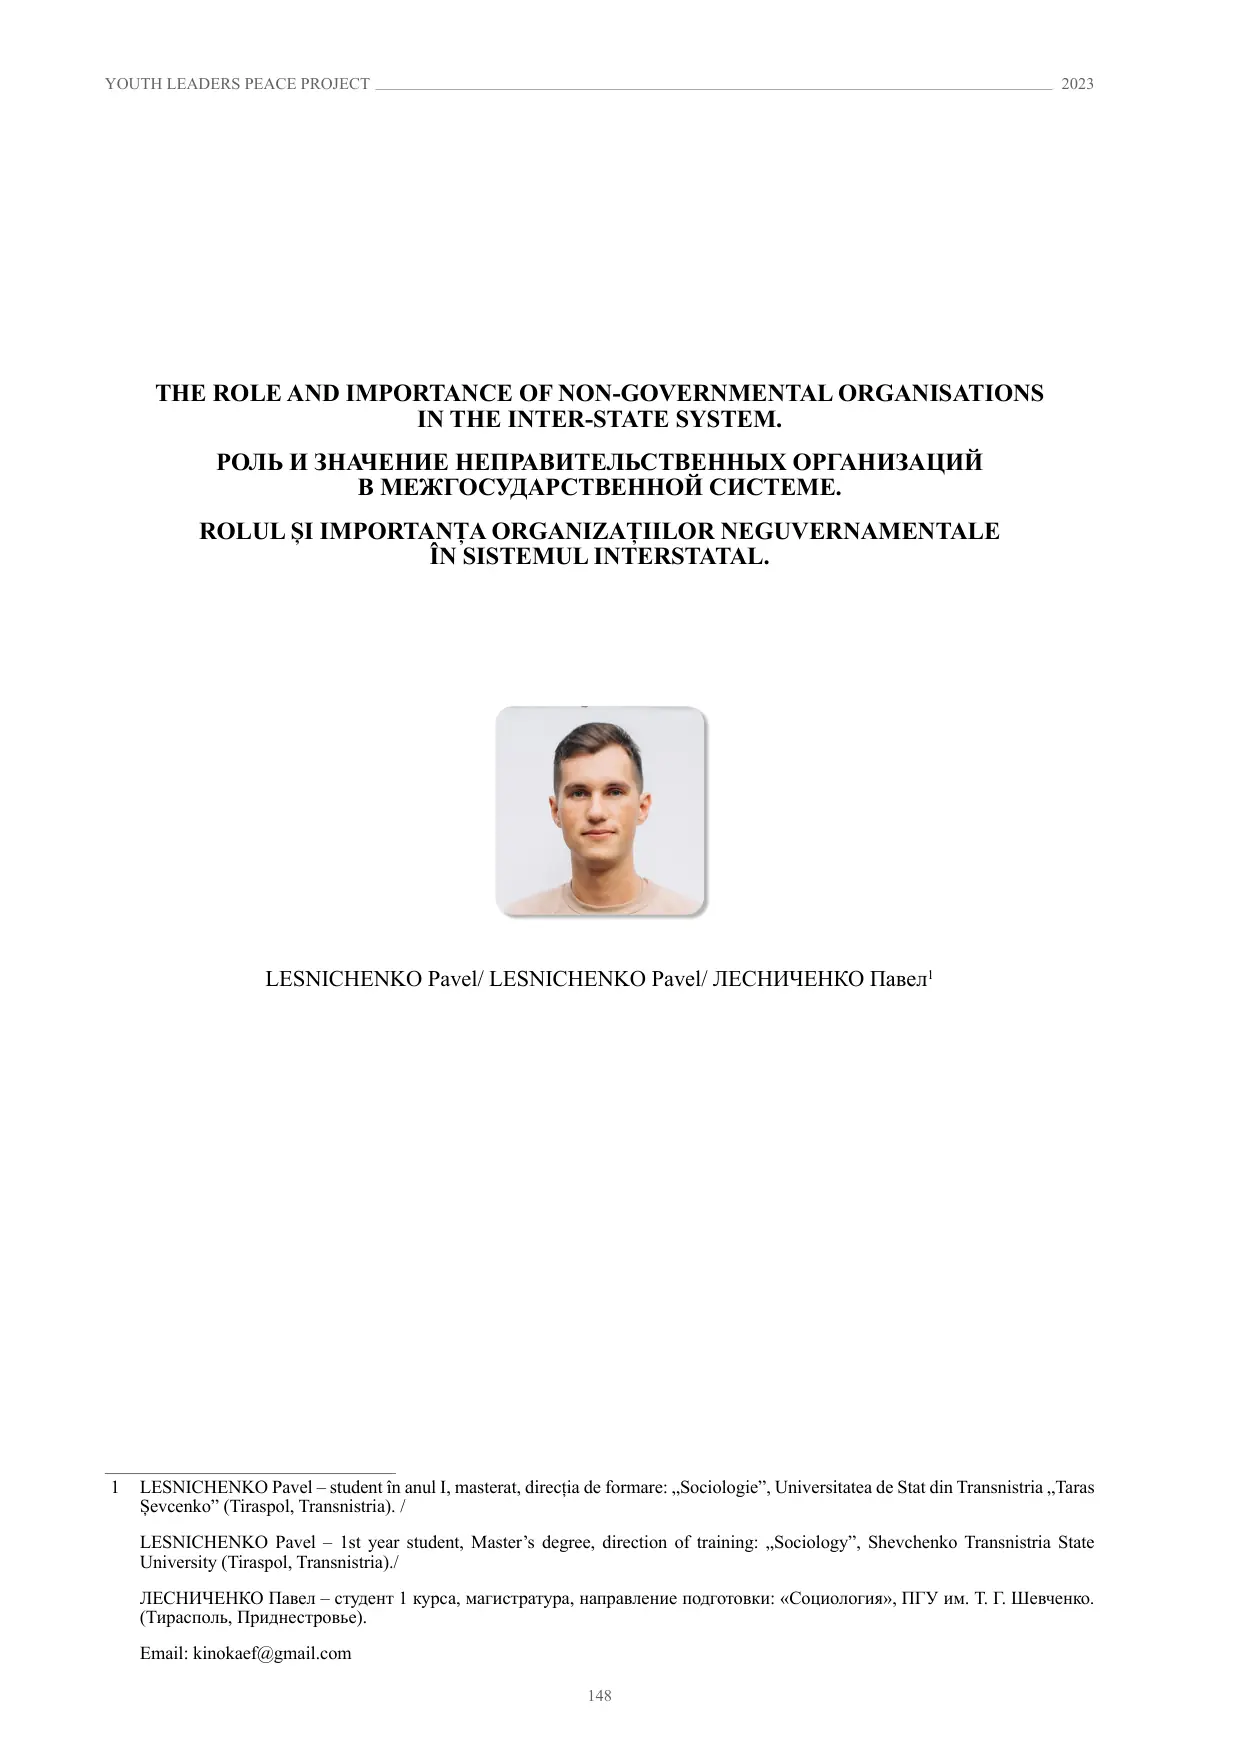 YOUTH LEADERS PEACE PROJECT 2023
THE ROLE AND IMPORTANCE OF NON-GOVERNMENTAL ORGANISATIONS
IN THE INTER-STATE SYSTEM.
РОЛЬ И ЗНАЧЕНИЕ НЕПРАВИТЕЛЬСТВЕННЫХ ОРГАНИЗАЦИЙ
В МЕЖГОСУДАРСТВЕННОЙ СИСТЕМЕ.
ROLUL ȘI IMPORTANȚA ORGANIZAȚIILOR NEGUVERNAMENTALE
ÎN SISTEMUL INTERSTATAL.
LESNICHENKO Pavel/ LESNICHENKO Pavel/ ЛЕСНИЧЕНКО Павел¹
1 LESNICHENKO Pavel – student în anul I, masterat, direcția de formare: „Sociologie”, Universitatea de Stat din Transnistria „Taras
Șevcenko” (Tiraspol, Transnistria). /
LESNICHENKO Pavel – 1st year student, Master’s degree, direction of training: „Sociology”, Shevchenko Transnistria State
University (Tiraspol, Transnistria)./
ЛЕСНИЧЕНКО Павел – студент 1 курса, магистратура, направление подготовки: «Социология», ПГУ им. Т. Г. Шевченко.
(Тирасполь, Приднестровье).
Email: kinokaef@gmail.com
148